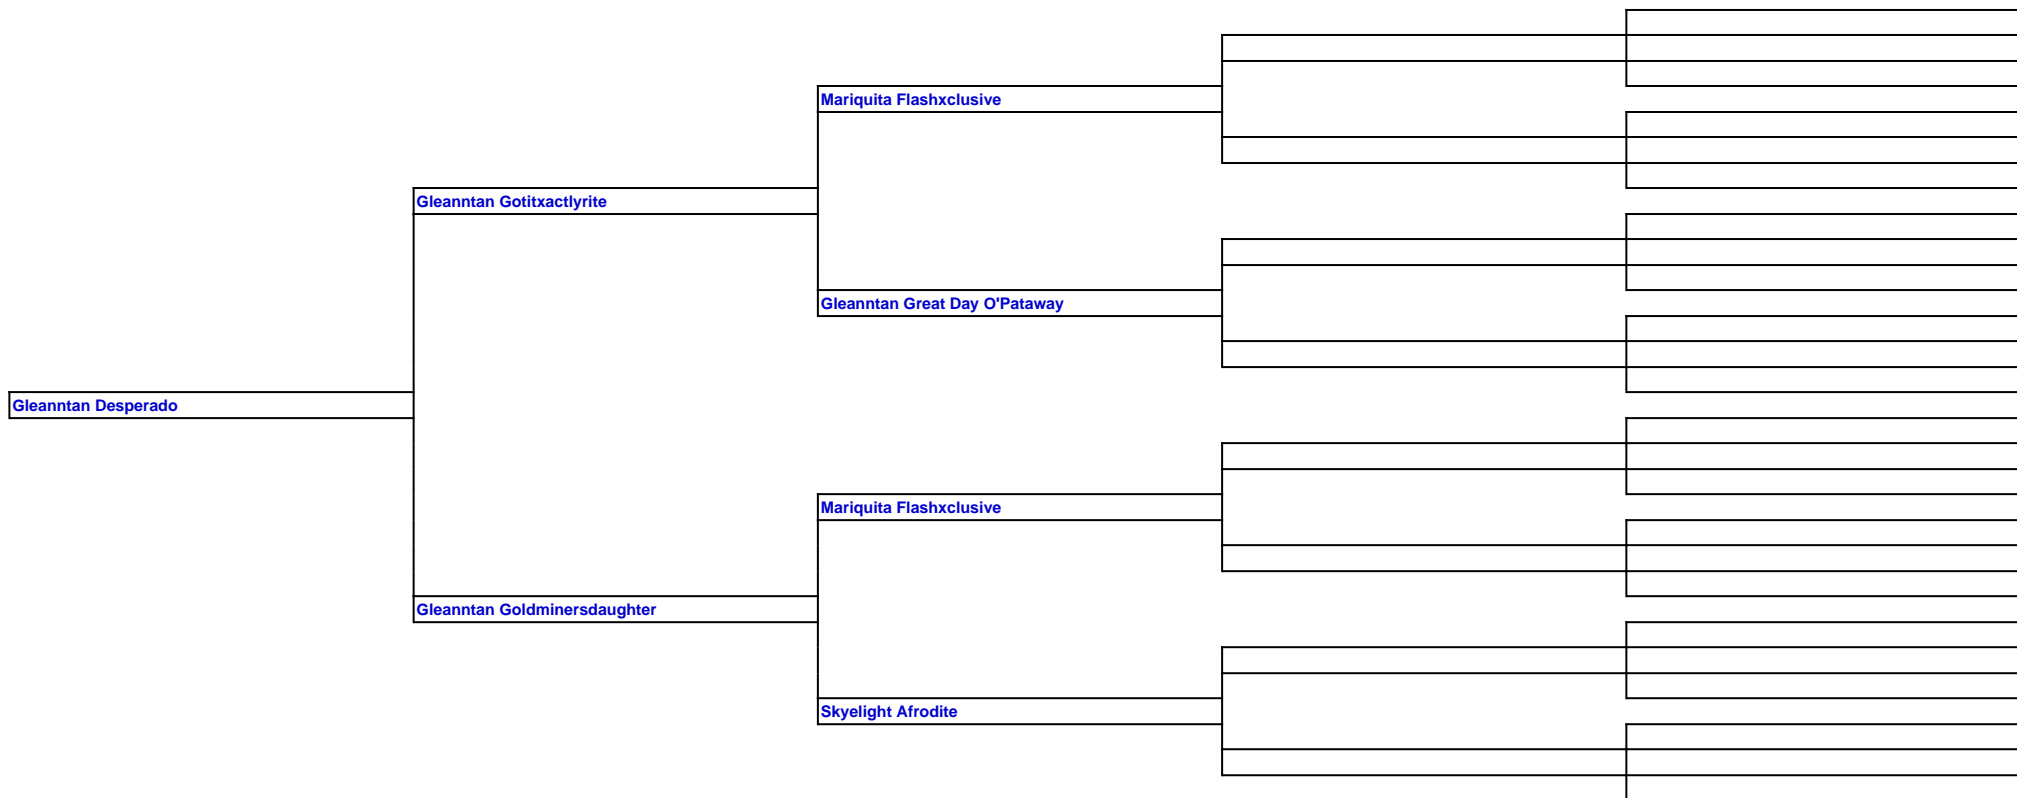 Mariquita Flashxclusive
Gleanntan Gotitxactlyrite
Gleanntan Great Day O'Pataway
Gleanntan Desperado
Mariquita Flashxclusive
Gleanntan Goldminersdaughter
Skyelight Afrodite